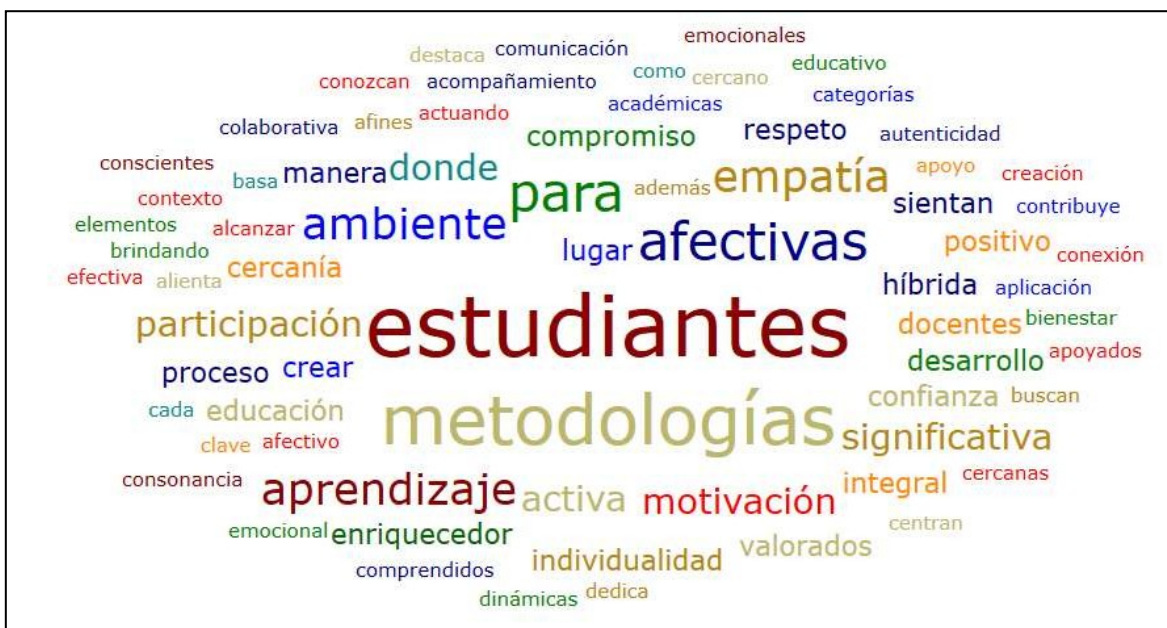 emocionales
destaca comunicación
educativo
conozcan acompañamiento como cercano
académicas categorías
colaborativa afines actuando
compromiso respeto autenticidad
conscientes basa manera donde
para además empatía apoyo creación
contexto
elementos alcanzar ambiente
sientan contribuye
brindando
lugar afectivas positivo conexión
efectiva alienta cercanía
híbrida aplicación
participación estudiantes docentes bienestar
desarrollo apoyados
proceso crear
cada educación metodologías confianza buscan
clave afectivo
significativa
consonancia aprendizaje activa motivación integral cercanas
emocional enriquecedor
centran
individualidad valorados
comprendidos
dinámicas dedica